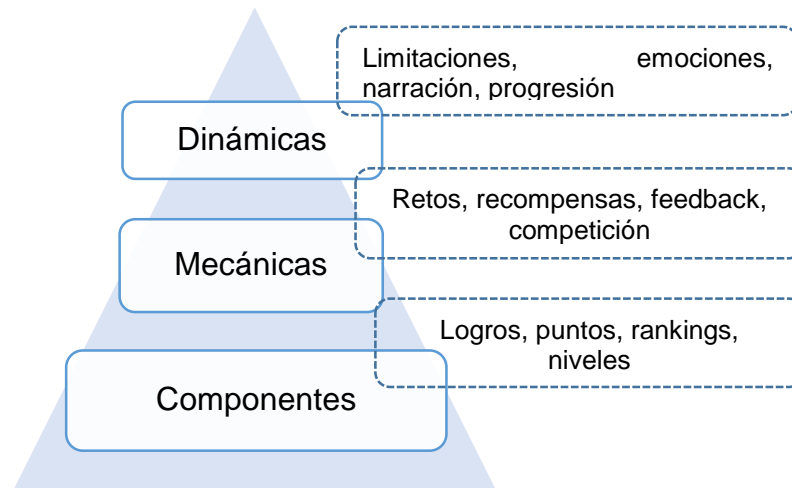 Limitaciones, emociones,
narración, progresión
Dinámicas
Retos, recompensas, feedback,
competición
Mecánicas
Logros, puntos, rankings,
niveles
Componentes